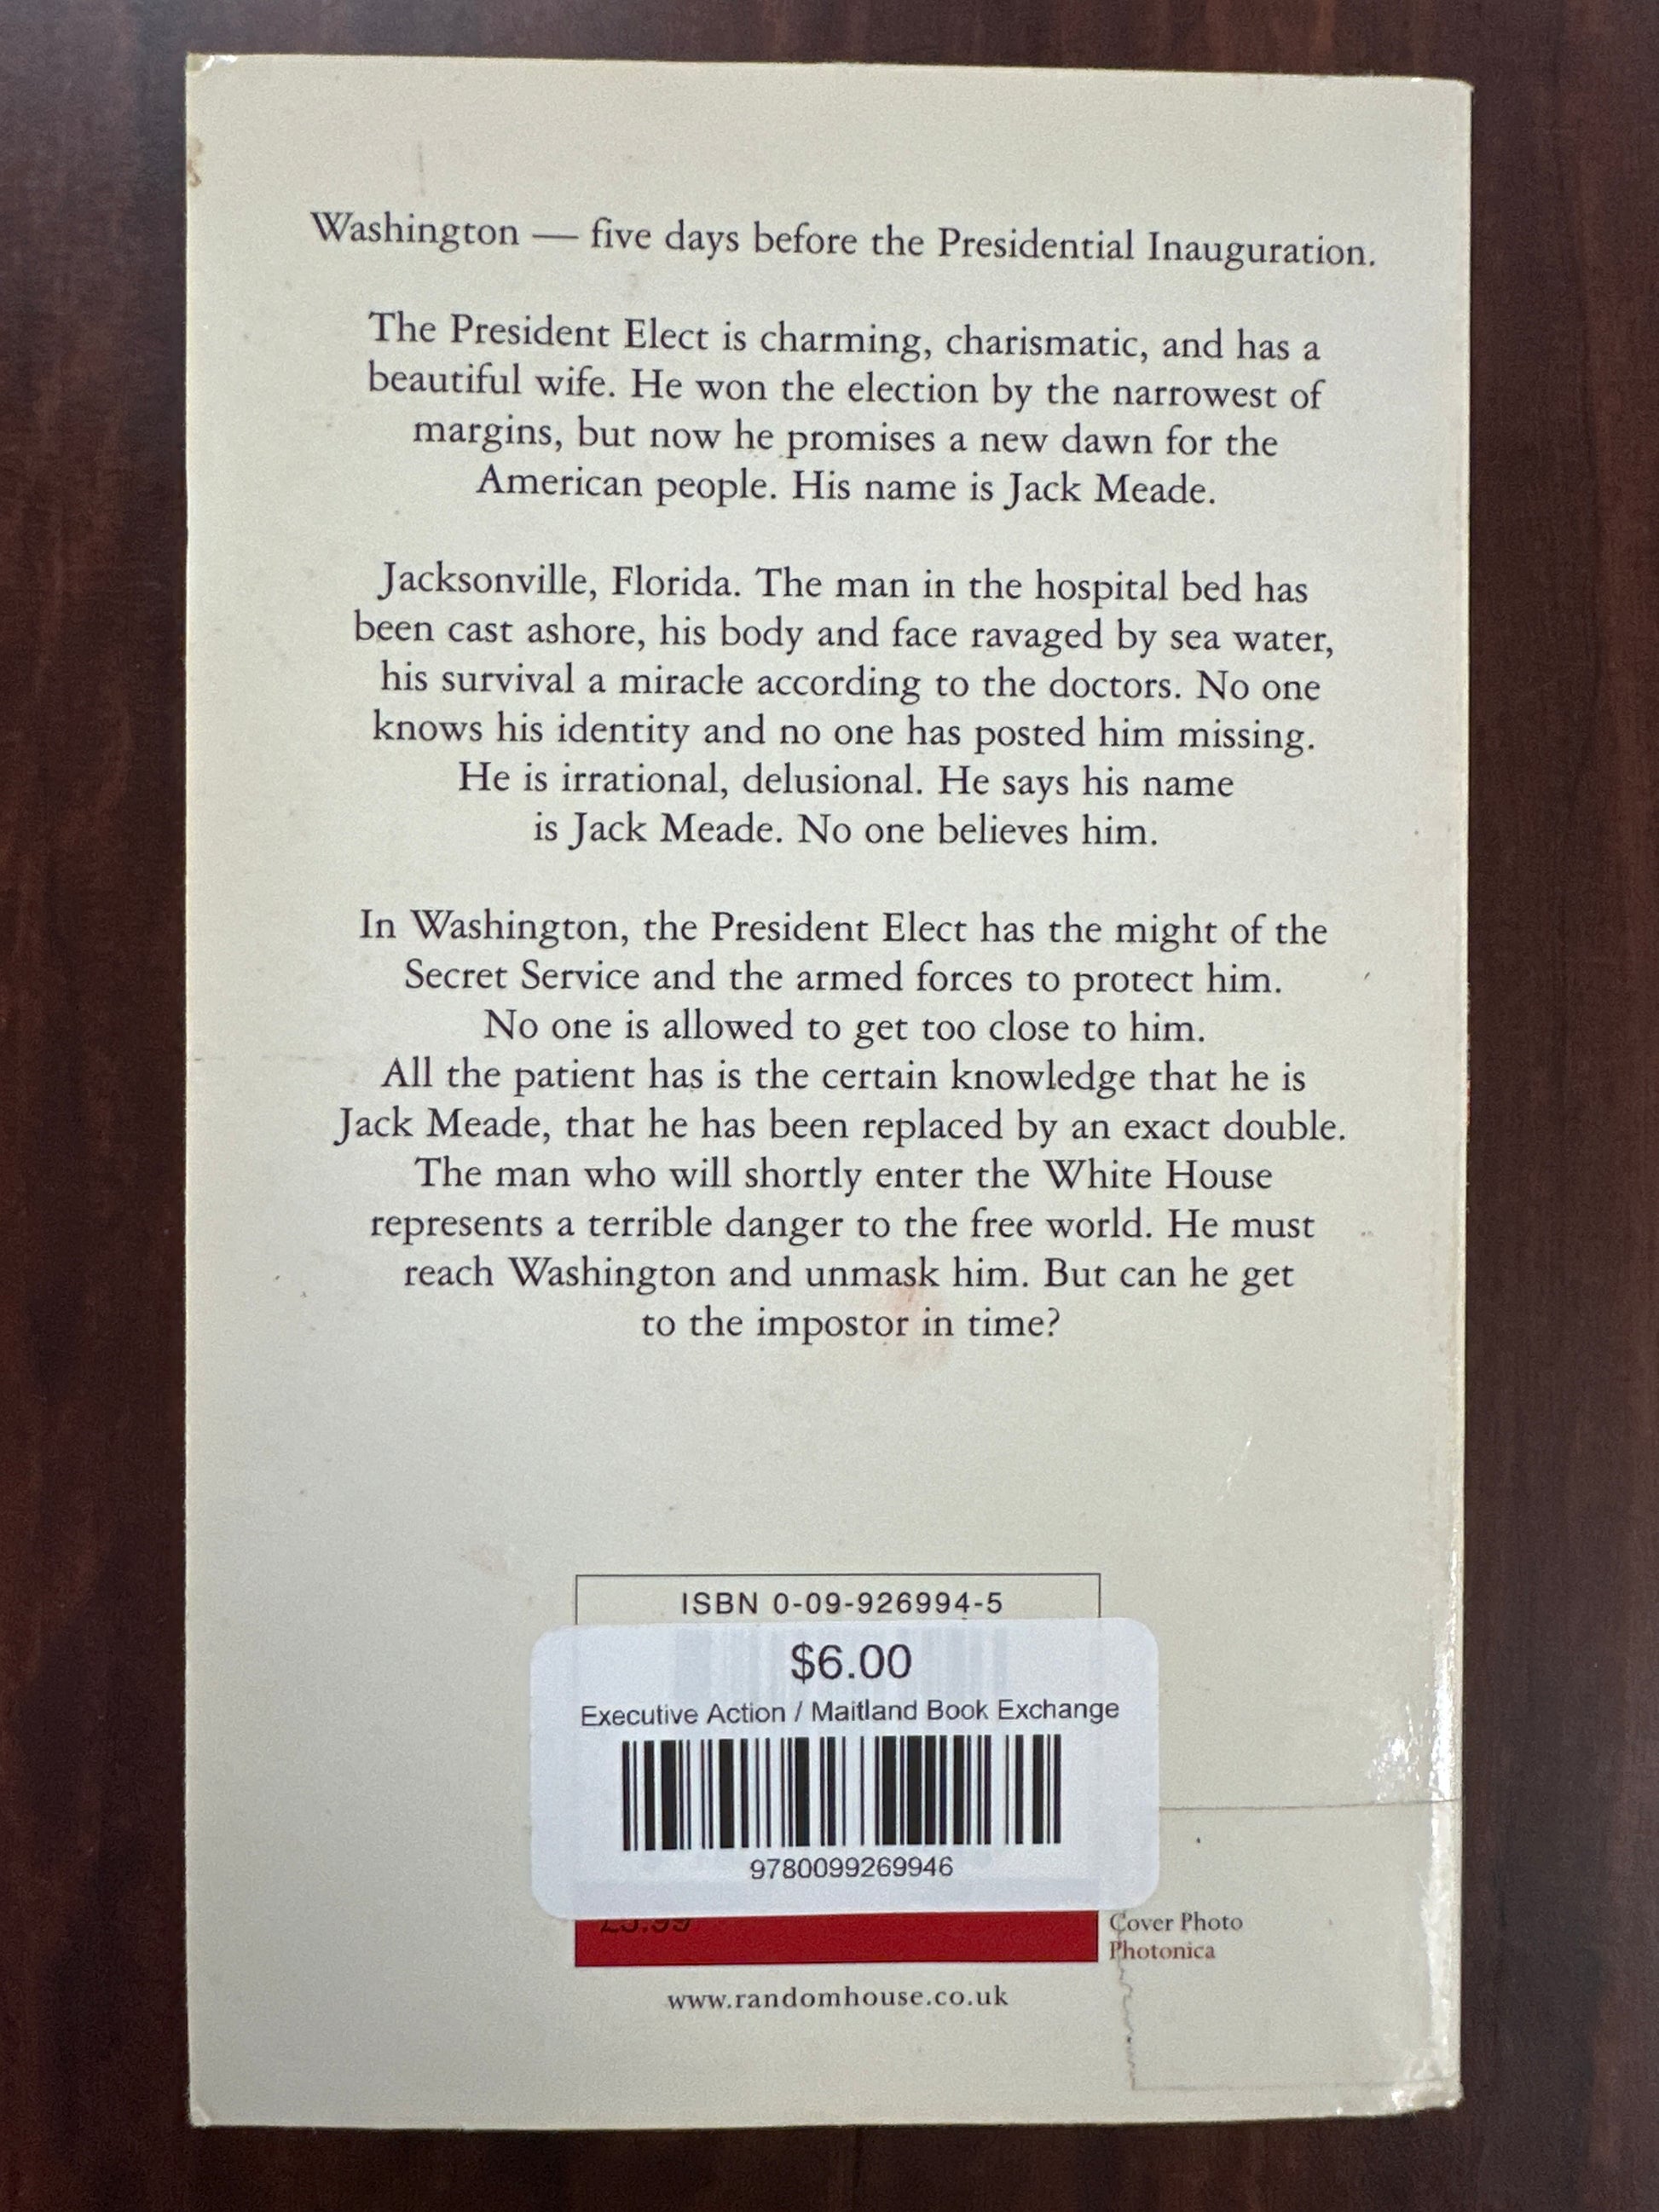 Washington — five days before the Presidential Inauguration.
The President Elect is charming, charismatic, and has a
beautiful wife. He won the election by the narrowest of
margins, but now he promises a new dawn for the
American people. His name is Jack Meade.
Jacksonville, Florida. The man in the hospital bed has
been cast ashore, his body and face ravaged by sea water,
his survival a miracle according to the doctors. No one
knows his identity and no one has posted him missing.
He is irrational, delusional. He says his name
is Jack Meade. No one believes him.
In Washington, the President Elect has the might of the
Secret Service and the armed forces to protect him.
No one is allowed to get too close to him.
All the patient has is the certain knowledge that he is
Jack Meade, that he has been replaced by an exact double.
The man who will shortly enter the White House
represents a terrible danger to the free world. He must
reach Washington and unmask him. But can he get
to the impostor in time?
ISBN 0-09-926994-5
$6.00
Executive Action / Maitland Book Exchange
9780099269946
£5.99
Cover Photo
Photonica
www.randomhouse.co.uk